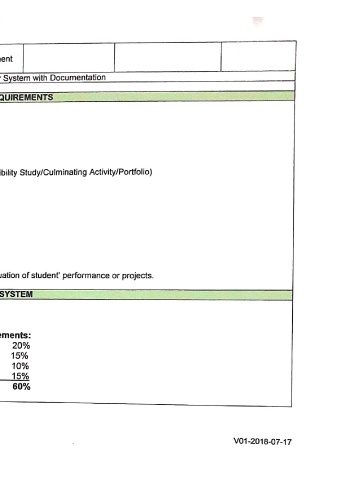 ent
System with Documentation
QUIREMENTS
ibility Study/Culminating Activity/Portfolio)
uation of student' performance or projects.
SYSTEM
ements:
20%
15%
10%
15%
60%
V01-2018-07-17